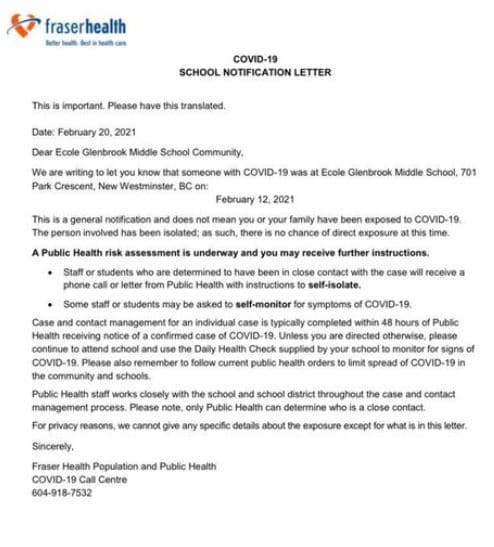 fraserhealth
Better health. Best in health care.
COVID-19
SCHOOL NOTIFICATION LETTER
This is important. Please have this translated.
Date: February 20, 2021
Dear Ecole Glenbrook Middle School Community,
We are writing to let you know that someone with COVID-19 was at Ecole Glenbrook Middle School, 701
Park Crescent, New Westminster, BC on:
February 12, 2021
This is a general notification and does not mean you or your family have been exposed to COVID-19.
The person involved has been isolated; as such, there is no chance of direct exposure at this time.
A Public Health risk assessment is underway and you may receive further instructions.
• Staff or students who are determined to have been in close contact with the case will receive a
phone call or letter from Public Health with instructions to self-isolate.
• Some staff or students may be asked to self-monitor for symptoms of COVID-19.
Case and contact management for an individual case is typically completed within 48 hours of Public
Health receiving notice of a confirmed case of COVID-19. Unless you are directed otherwise, please
continue to attend school and use the Daily Health Check supplied by your school to monitor for signs of
COVID-19. Please also remember to follow current public health orders to limit spread of COVID-19 in
the community and schools.
Public Health staff works closely with the school and school district throughout the case and contact
management process. Please note, only Public Health can determine who is a close contact.
For privacy reasons, we cannot give any specific details about the exposure except for what is in this letter.
Sincerely,
Fraser Health Population and Public Health
COVID-19 Call Centre
604-918-7532